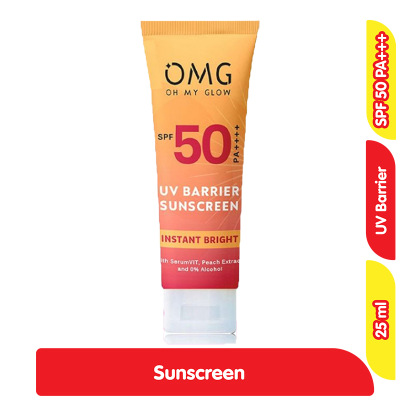 OMG
OH MY GLOW
SPF 50 PA++++
UV BARRIER
SUNSCREEN
INSTANT BRIGHT
with GerumVIT, Peach Extract
and 0% Alcohol
SPF 50 PA+++
UV Barrier
25 ml
Sunscreen